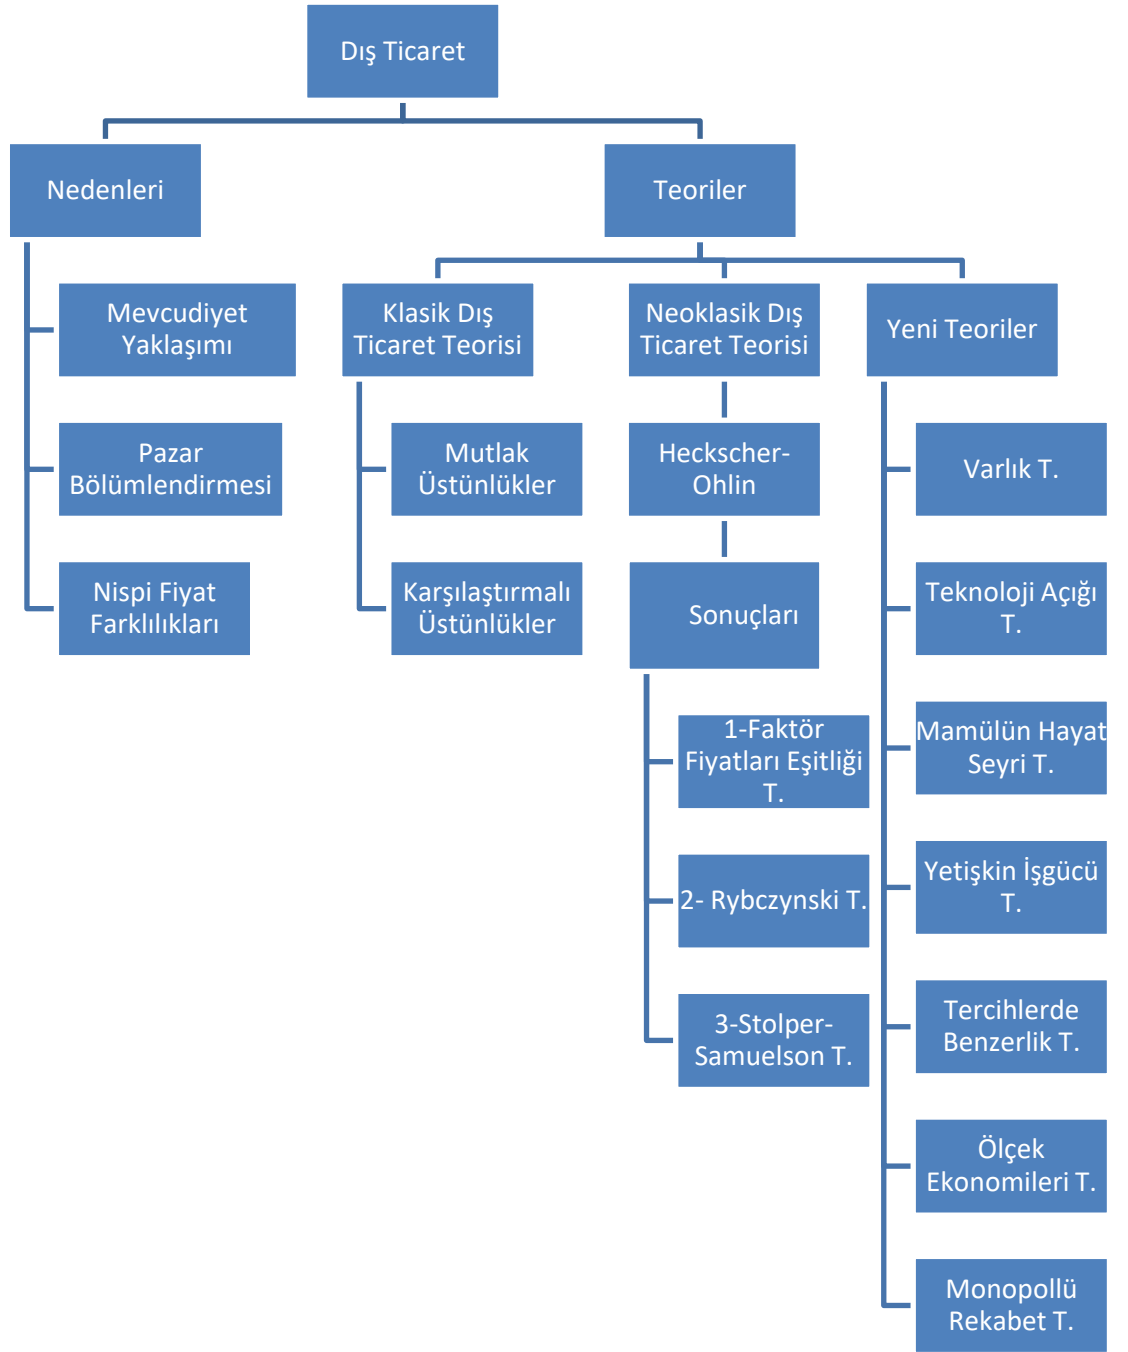 Dış Ticaret
Nedenleri
Mevcudiyet
Yaklaşımı
Pazar
Bölümlendirmesi
Nispi Fiyat
Farklılıkları
Teoriler
Klasik Dış
Ticaret Teorisi
Mutlak
Üstünlükler
Karşılaştırmalı
Üstünlükler
Neoklasik Dış
Ticaret Teorisi
Heckscher-
Ohlin
Sonuçları
1-Faktör
Fiyatları Eşitliği
T.
2- Rybczynski T.
3-Stolper-
Samuelson T.
Yeni Teoriler
Varlık T.
Teknoloji Açığı
T.
Mamülün Hayat
Seyri T.
Yetişkin İşgücü
T.
Tercihlerde
Benzerlik T.
Ölçek
Ekonomileri T.
Monopollü
Rekabet T.